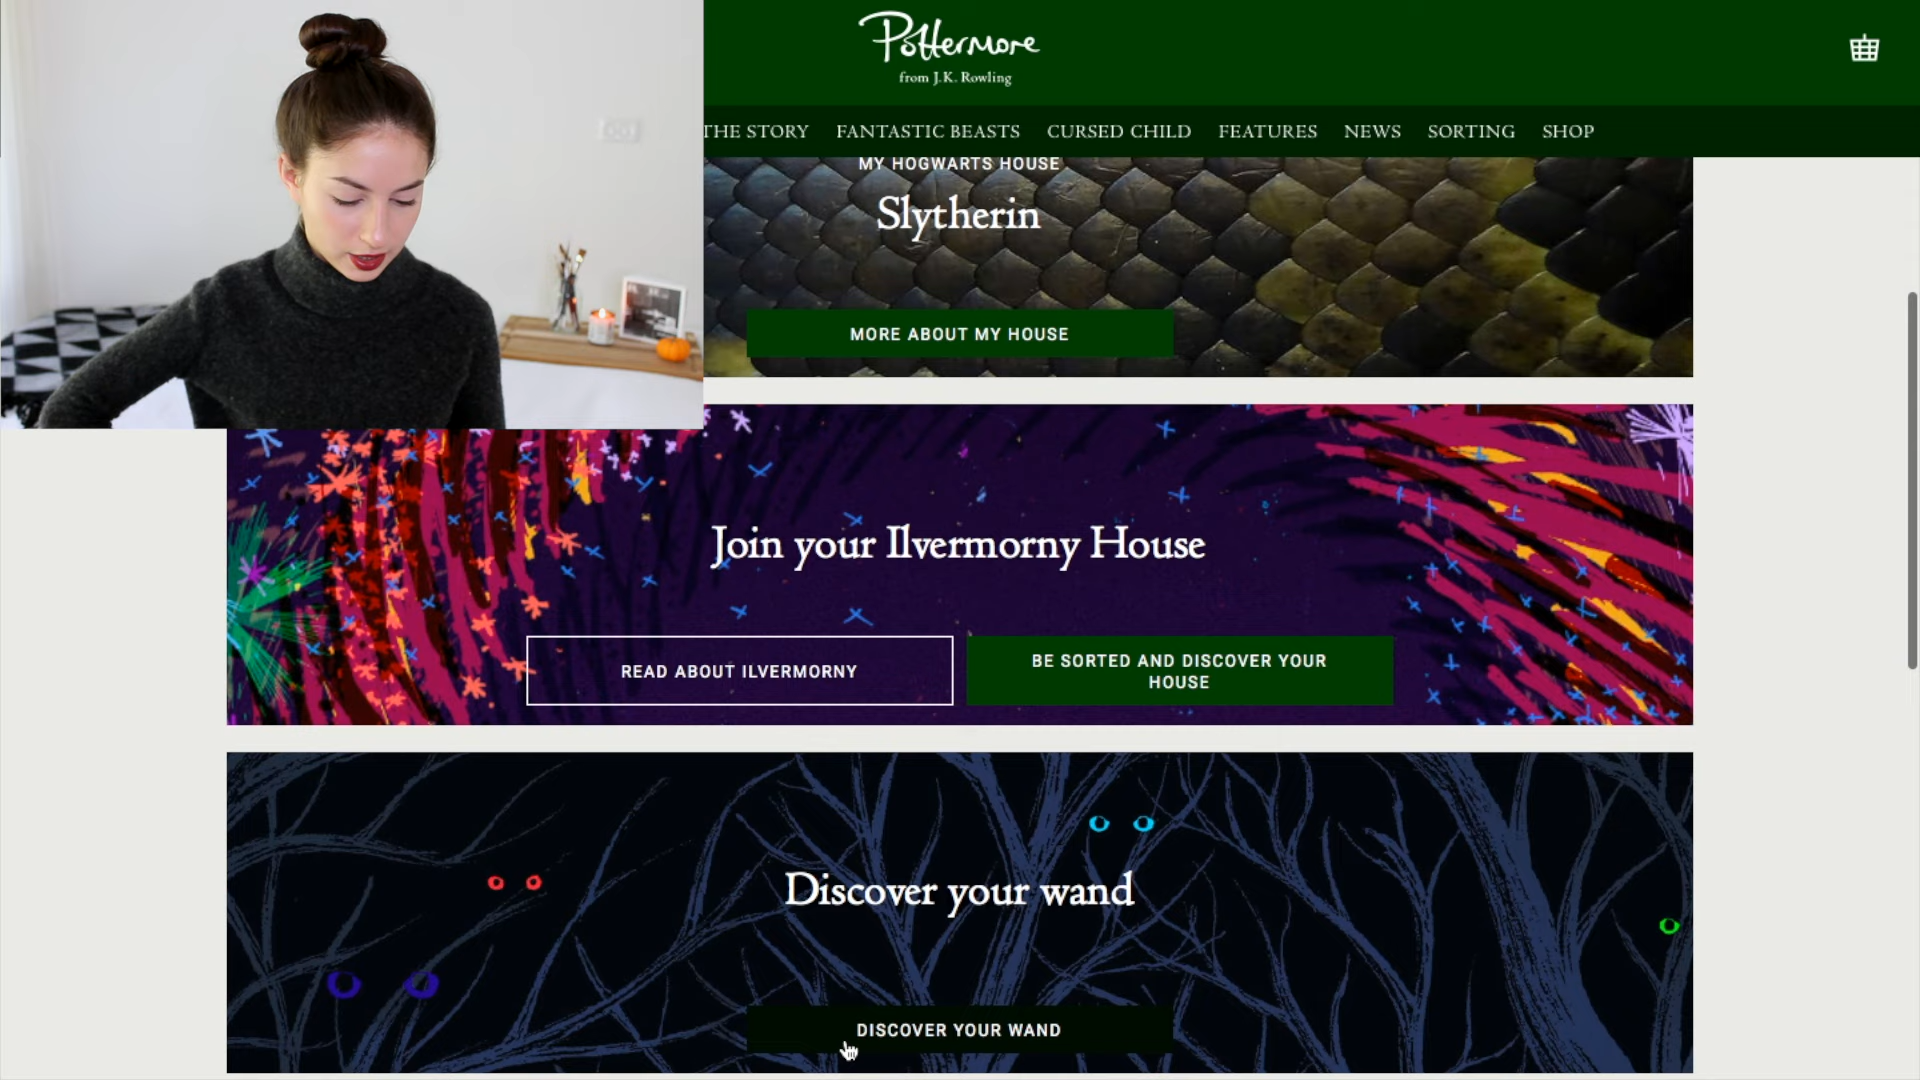 Pottermore
from J.K. Rowling
THE STORY FANTASTIC BEASTS CURSED CHILD FEATURES NEWS SORTING SHOP
MY HOGWARTS HOUSE
Slytherin
MORE ABOUT MY HOUSE
Join your Ilvermorny House
READ ABOUT ILVERMORNY
BE SORTED AND DISCOVER YOUR
HOUSE
Discover your wand
DISCOVER YOUR WAND